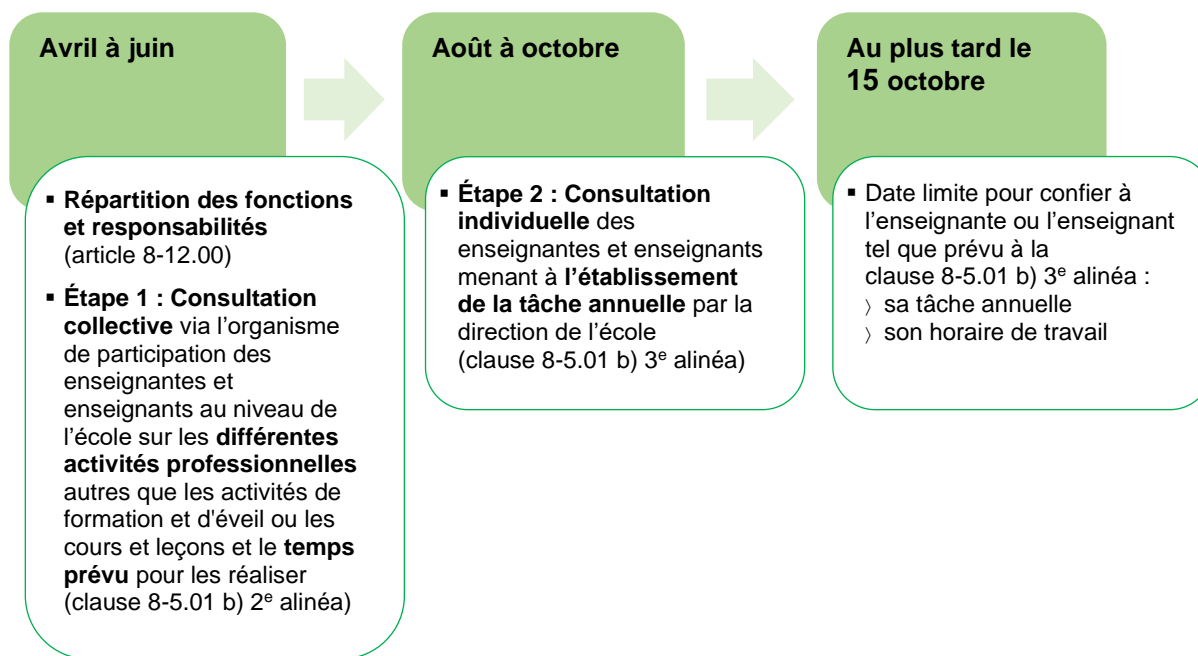 Avril à juin
▪ Répartition des fonctions
et responsabilités
(article 8-12.00)
▪ Étape 1 : Consultation
collective via l’organisme
de participation des
enseignantes et
enseignants au niveau de
l’école sur les différentes
activités professionnelles
autres que les activités de
formation et d'éveil ou les
cours et leçons et le temps
prévu pour les réaliser
(clause 8-5.01 b) 2e alinéa)
Août à octobre
▪ Étape 2 : Consultation
individuelle des
enseignantes et enseignants
menant à l’établissement
de la tâche annuelle par la
direction de l’école
(clause 8-5.01 b) 3e alinéa)
Au plus tard le
15 octobre
▪ Date limite pour confier à
l’enseignante ou l’enseignant
tel que prévu à la
clause 8-5.01 b) 3e alinéa :
〉 sa tâche annuelle
〉 son horaire de travail